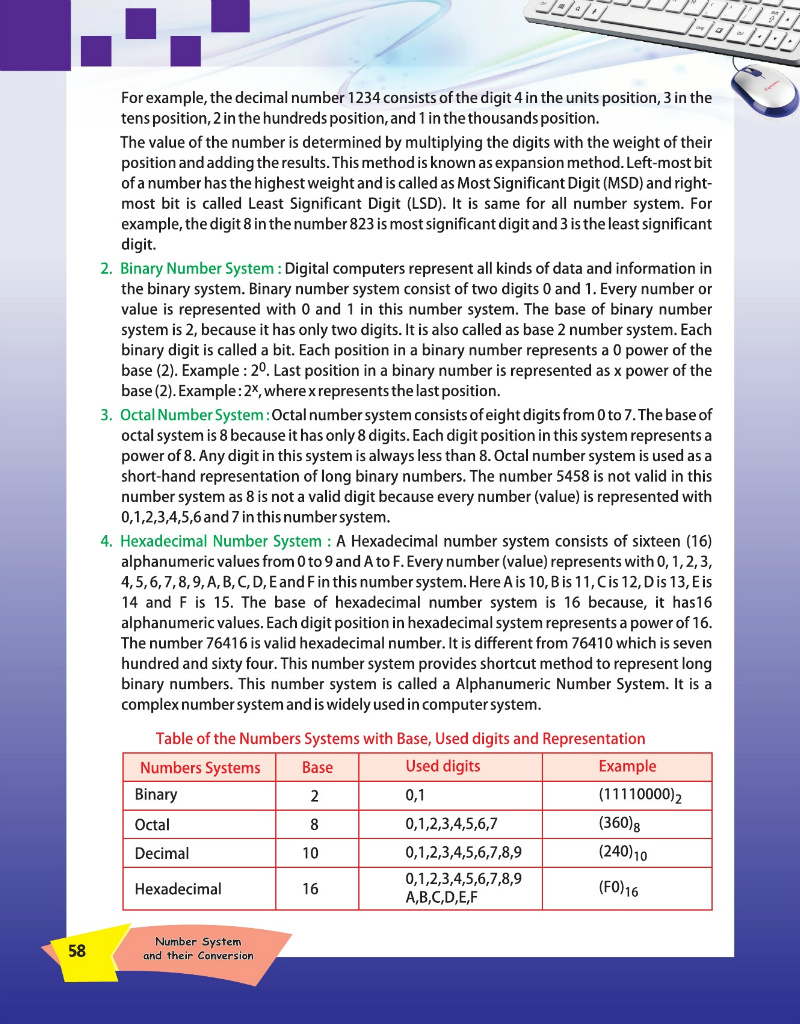 For example, the decimal number 1234 consists of the digit 4 in the units position, 3 in the
tens position, 2 in the hundreds position, and 1 in the thousands position.
The value of the number is determined by multiplying the digits with the weight of their
position and adding the results. This method is known as expansion method. Left-most bit
of a number has the highest weight and is called as Most Significant Digit (MSD) and right-
most bit is called Least Significant Digit (LSD). It is same for all number system. For
example, the digit 8 in the number 823 is most significant digit and 3 is the least significant
digit.
2. Binary Number System : Digital computers represent all kinds of data and information in
the binary system. Binary number system consist of two digits 0 and 1. Every number or
value is represented with 0 and 1 in this number system. The base of binary number
system is 2, because it has only two digits. It is also called as base 2 number system. Each
binary digit is called a bit. Each position in a binary number represents a 0 power of the
base (2). Example : 2⁰. Last position in a binary number is represented as x power of the
base (2). Example : 2ˣ, where x represents the last position.
3. Octal Number System : Octal number system consists of eight digits from 0 to 7. The base of
octal system is 8 because it has only 8 digits. Each digit position in this system represents a
power of 8. Any digit in this system is always less than 8. Octal number system is used as a
short-hand representation of long binary numbers. The number 5458 is not valid in this
number system as 8 is not a valid digit because every number (value) is represented with
0,1,2,3,4,5,6 and 7 in this number system.
4. Hexadecimal Number System : A Hexadecimal number system consists of sixteen (16)
alphanumeric values from 0 to 9 and A to F. Every number (value) represents with 0, 1, 2, 3,
4, 5, 6, 7, 8, 9, A, B, C, D, E and F in this number system. Here A is 10, B is 11, C is 12, D is 13, E is
14 and F is 15. The base of hexadecimal number system is 16 because, it has16
alphanumeric values. Each digit position in hexadecimal system represents a power of 16.
The number 76416 is valid hexadecimal number. It is different from 76410 which is seven
hundred and sixty four. This number system provides shortcut method to represent long
binary numbers. This number system is called a Alphanumeric Number System. It is a
complex number system and is widely used in computer system.
Table of the Numbers Systems with Base, Used digits and Representation
Numbers Systems Base Used digits Example
Binary 2 0,1 (11110000)₂
Octal 8 0,1,2,3,4,5,6,7 (360)₈
Decimal 10 0,1,2,3,4,5,6,7,8,9 (240)₁₀
Hexadecimal 16 0,1,2,3,4,5,6,7,8,9 (F0)₁₆
A,B,C,D,E,F
58
Number System
and their Conversion